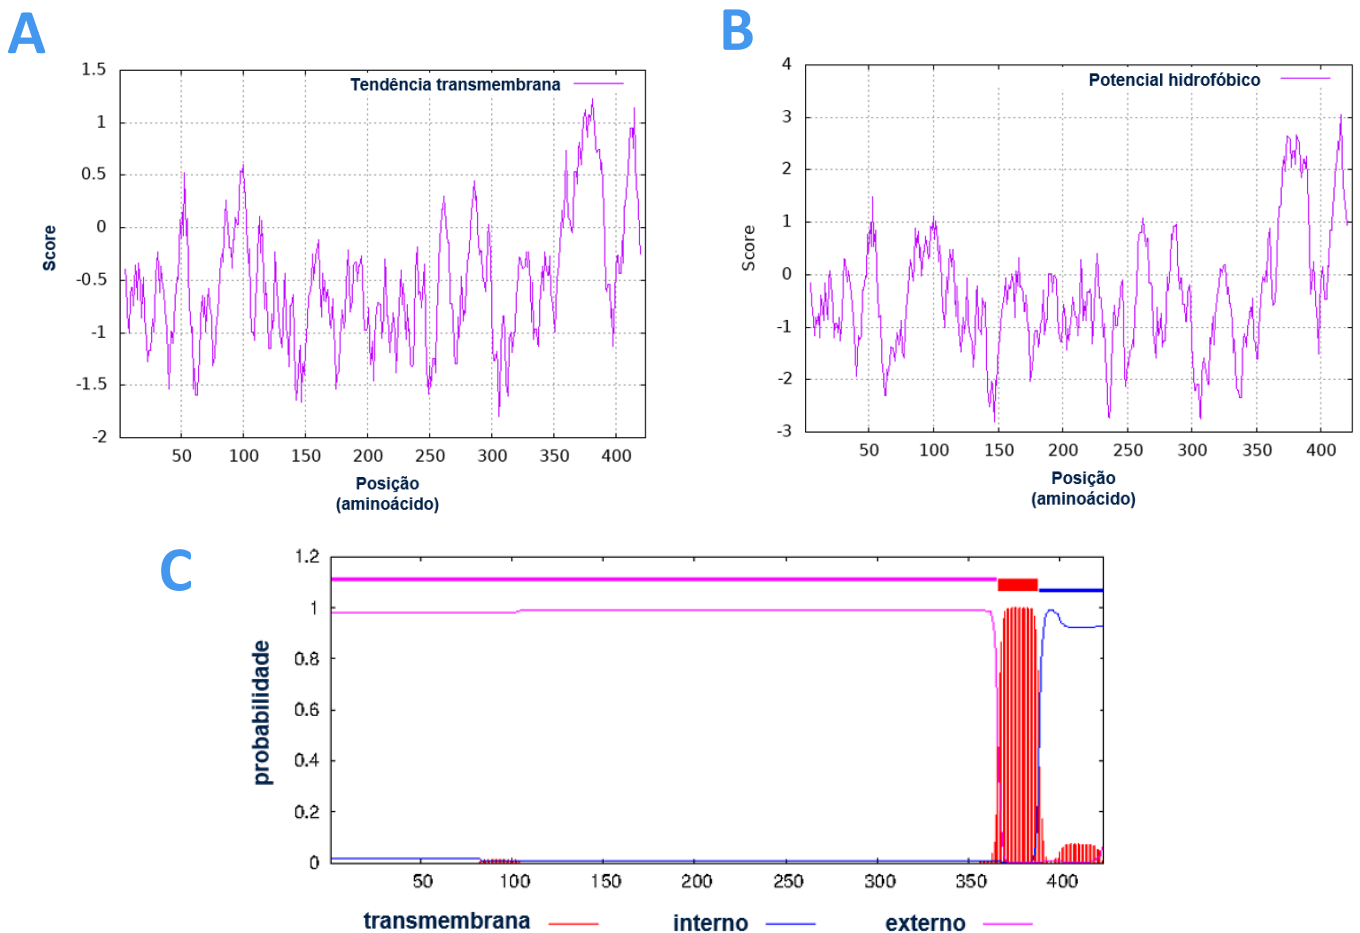 A
Tendência transmembrana
1.5
1
0.5
0
-0.5
-1
-1.5
-2
Score
50 100 150 200 250 300 350 400
Posição
(aminoácido)
B
Potencial hidrofóbico
4
3
2
1
0
-1
-2
-3
Score
50 100 150 200 250 300 350 400
Posição
(aminoácido)
C
1.2
1
0.8
0.6
0.4
0.2
0
probabilidade
50 100 150 200 250 300 350 400
transmembrana interno externo